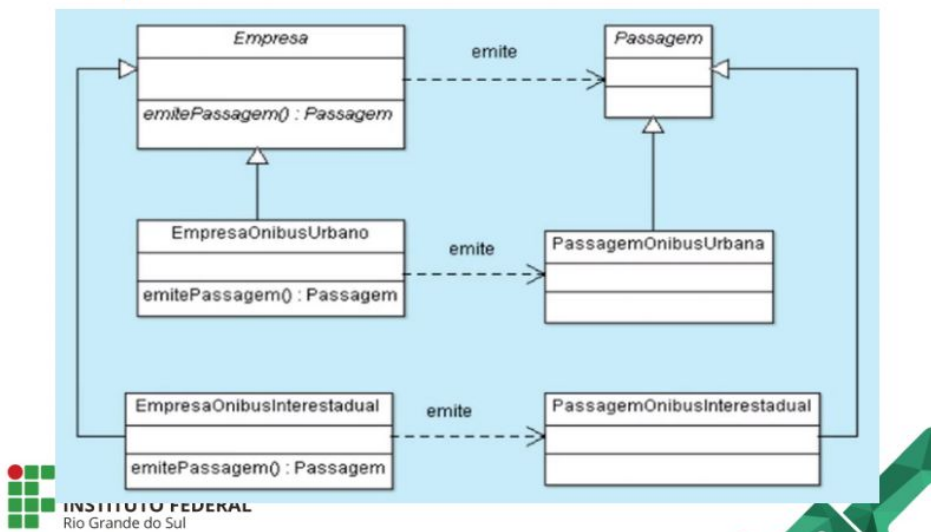 Empresa
emite
Passagem
emitePassagem() : Passagem
EmpresaOnibusUrbano
emite
PassagemOnibusUrbana
emitePassagem() : Passagem
EmpresaOnibusInterestadual
emite
PassagemOnibusInterestadual
emitePassagem() : Passagem
INSTITUTO FEDERAL
Rio Grande do Sul